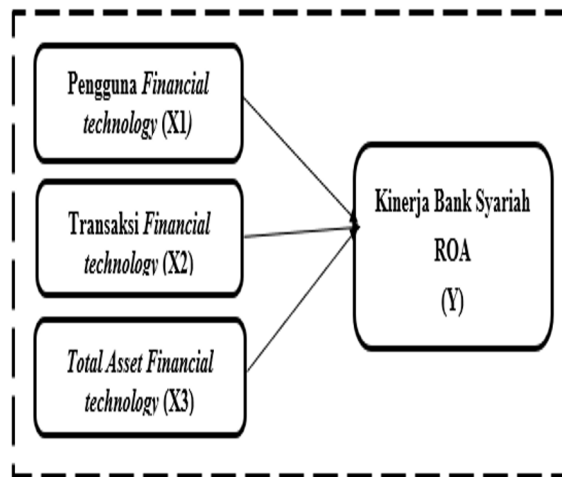 Pengguna Financial
technology (X1)
Transaksi Financial
technology (X2)
Total Asset Financial
technology (X3)
Kinerja Bank Syariah
ROA
(Y)